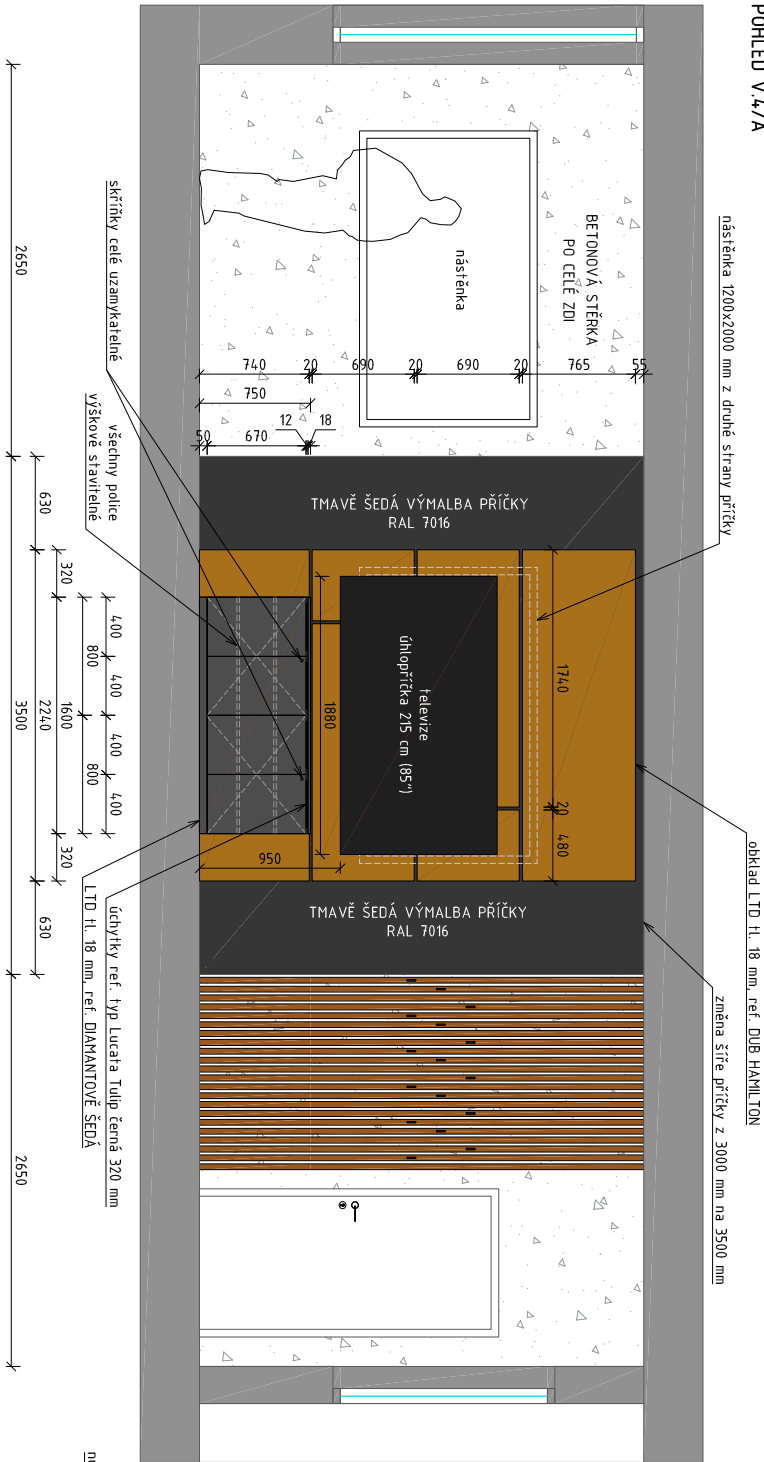 POHLED V.4/A
nástěnka 1200x2000 mm z druhé strany příčky
obklad LTD tl. 18 mm, ref. DUB HAMILTON
změna šíře příčky z 3000 mm na 3500 mm
BETONOVÁ STĚRKA
PO CELÉ ZDI
nástěnka
55
765
20
690
20
690
20
740
750
12
18
670
50
TMAVĚ ŠEDÁ VÝMALBA PŘÍČKY
RAL 7016
1740
20
480
televize
úhlopříčka 215 cm (85")
1880
950
TMAVĚ ŠEDÁ VÝMALBA PŘÍČKY
RAL 7016
skříňky celé uzamykatelné
všechny police
výškově stavitelné
úchytky ref. typ Lucata Tulip černá 320 mm
LTD tl. 18 mm, ref. DIAMANTOVĚ ŠEDÁ
400
400
400
400
800
800
320
1600
320
630
2240
630
2650
3500
2650